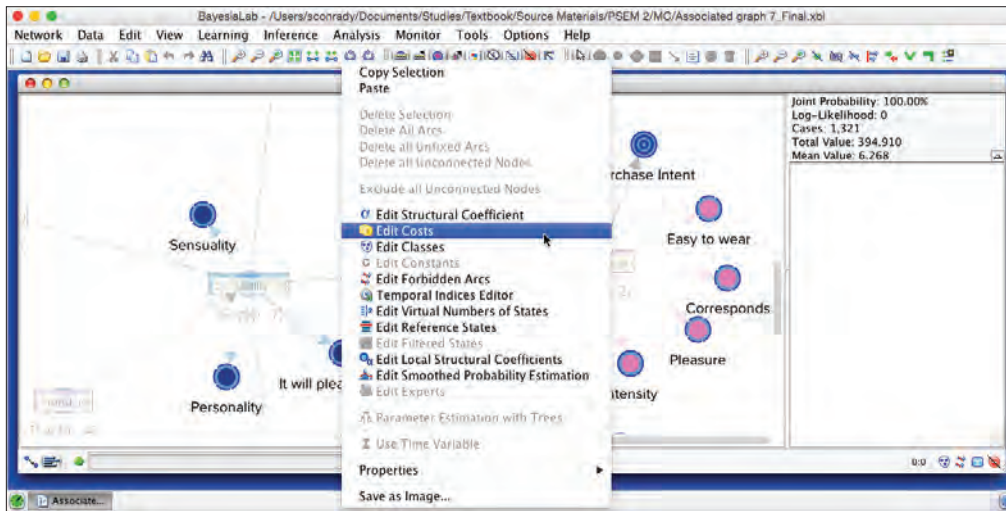 BayesiaLab - /Users/sconrady/Documents/Studies/Textbook/Source Materials/PSEM 2/MC/Associated graph 7_Final.xbl
Network Data Edit View Learning Inference Analysis Monitor Tools Options Help
Copy Selection
Paste
Delete Selection
Delete All Arcs
Delete all Unfixed Arcs
Delete all Unconnected Nodes
Exclude all Unconnected Nodes
Edit Structural Coefficient
Edit Costs
Edit Classes
Edit Constants
Edit Forbidden Arcs
Temporal Indices Editor
Edit Virtual Numbers of States
Edit Reference States
Edit Filtered States
Edit Local Structural Coefficients
Edit Smoothed Probability Estimation
Edit Experts
Parameter Estimation with Trees
Use Time Variable
Properties
Save as Image...
Sensuality
Personality
It will plea
rchase Intent
Easy to wear
Corresponds
Pleasure
tensity
Joint Probability: 100.00%
Log-Likelihood: 0
Cases: 1,321
Total Value: 394.910
Mean Value: 6.268
0:0
Associate...